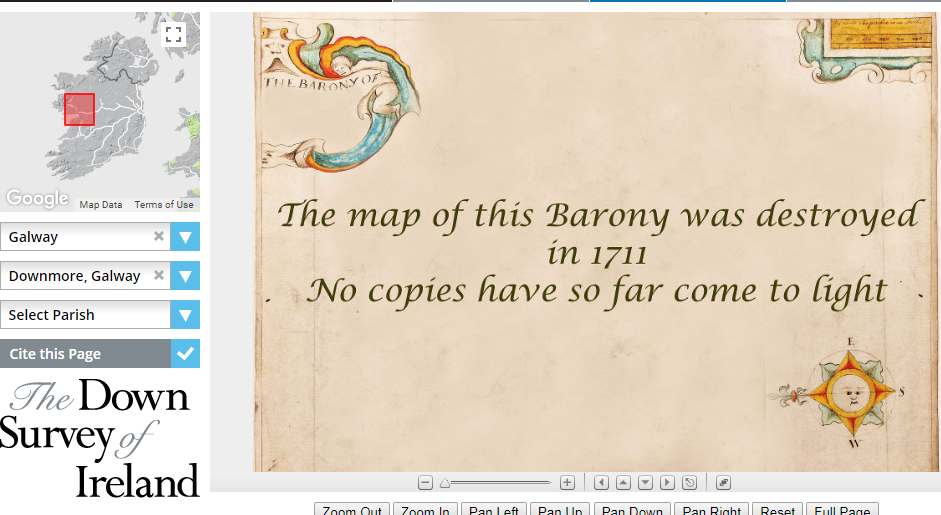 Google
Map Data
Terms of Use
Galway
Downmore, Galway
Select Parish
Cite this Page
The Down
Survey of
Ireland
THE BARONY OF
The map of this Barony was destroyed
in 1711
No copies have so far come to light
E
S
W
Zoom Out
Zoom In
Pan Left
Pan Up
Pan Down
Pan Right
Reset
Full Page